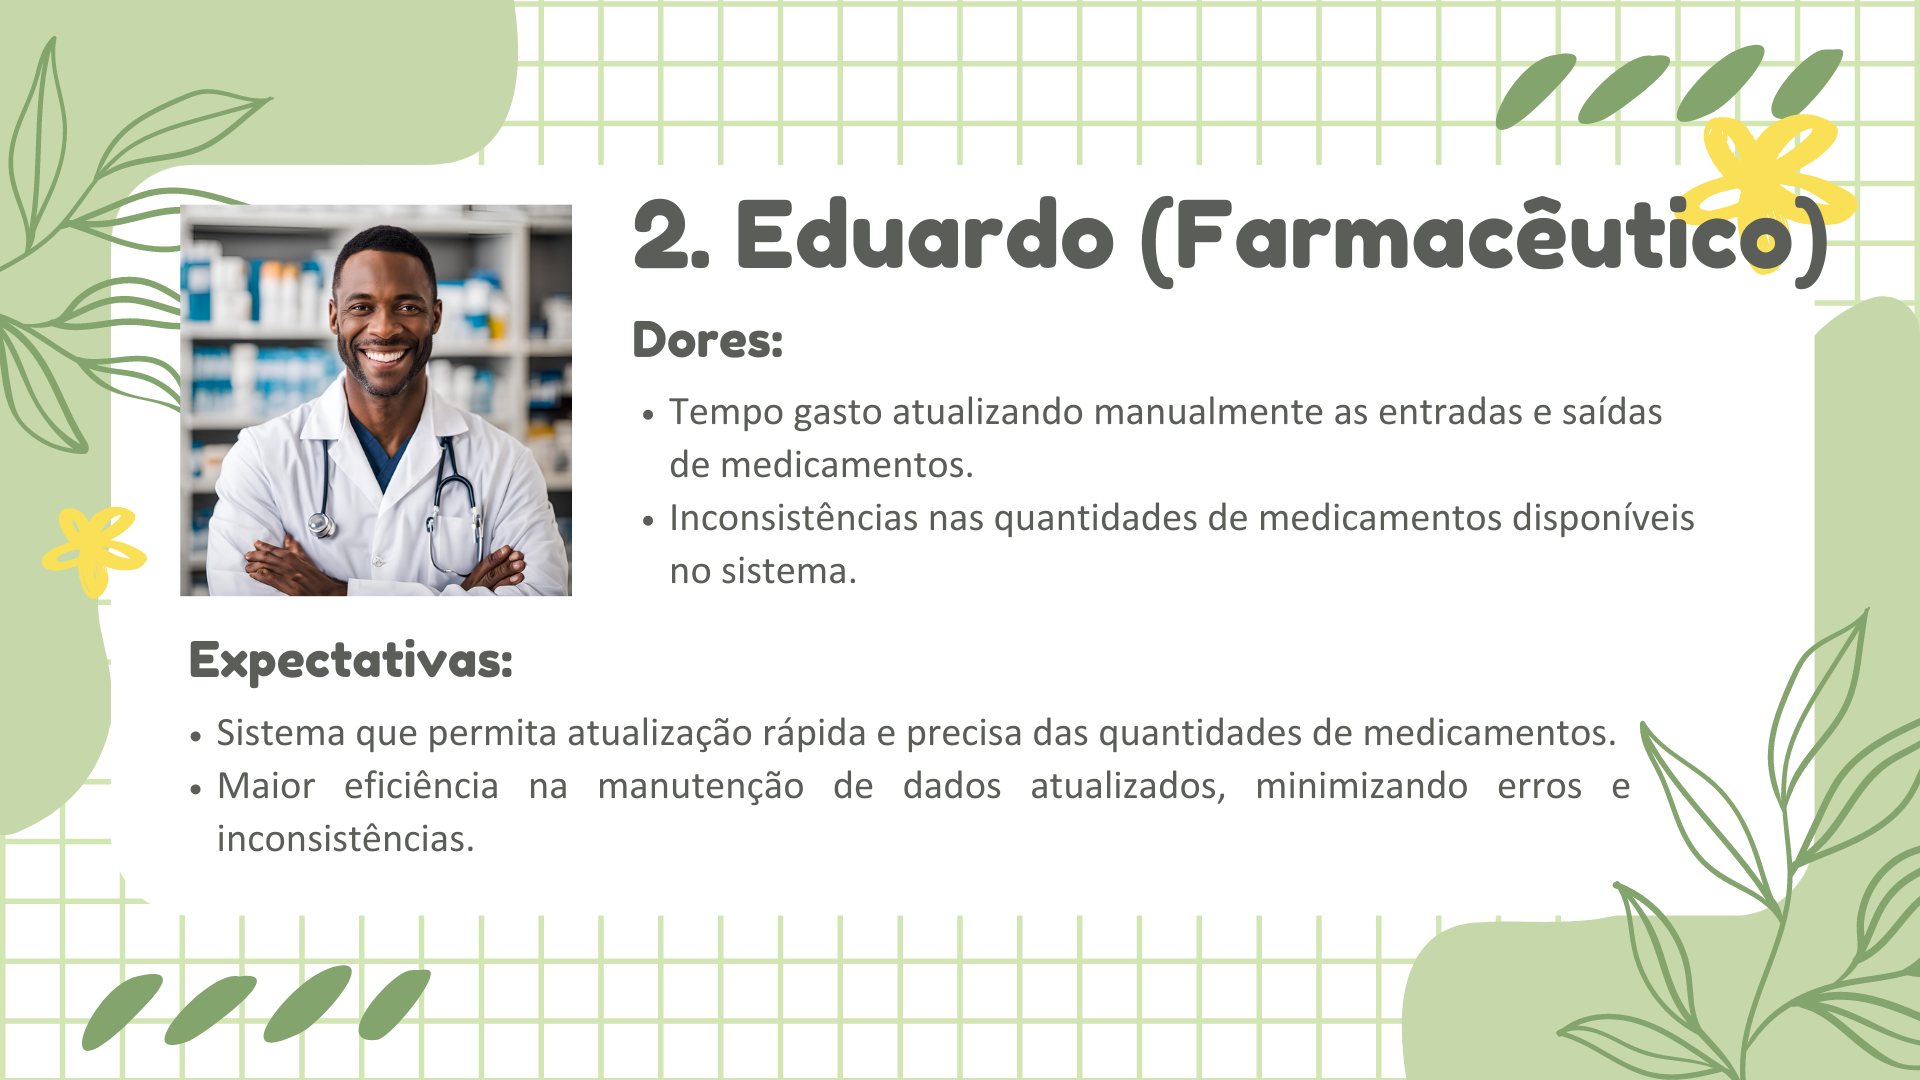 2. Eduardo (Farmacêutico)
Dores:
• Tempo gasto atualizando manualmente as entradas e saídas
de medicamentos.
• Inconsistências nas quantidades de medicamentos disponíveis
no sistema.
Expectativas:
• Sistema que permita atualização rápida e precisa das quantidades de medicamentos.
• Maior eficiência na manutenção de dados atualizados, minimizando erros e
inconsistências.